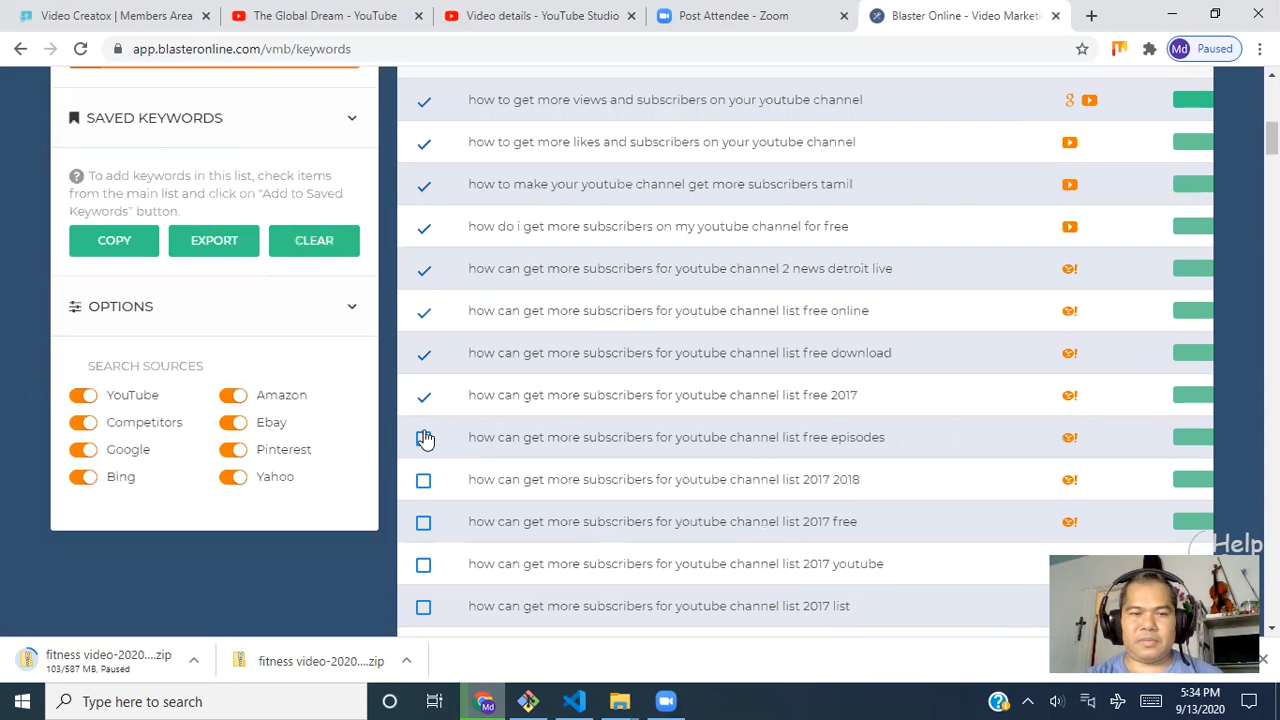 Video Creatox | Members Area
The Global Dream - YouTube
Video details - YouTube Studio
Post Attendee - Zoom
Blaster Online - Video Marketi
app.blasteronline.com/vmb/keywords
Md Paused
SAVED KEYWORDS
To add keywords in this list, check items
from the main list and click on "Add to Saved
Keywords" button.
COPY EXPORT CLEAR
OPTIONS
SEARCH SOURCES
YouTube Amazon
Competitors Ebay
Google Pinterest
Bing Yahoo
how to get more views and subscribers on your youtube channel
how to get more likes and subscribers on your youtube channel
how to make your youtube channel get more subscribers tamil
how do i get more subscribers on my youtube channel for free
how can get more subscribers for youtube channel 2 news detroit live
how can get more subscribers for youtube channel list free online
how can get more subscribers for youtube channel list free download
how can get more subscribers for youtube channel list free 2017
how can get more subscribers for youtube channel list free episodes
how can get more subscribers for youtube channel list 2017 2018
how can get more subscribers for youtube channel list 2017 free
how can get more subscribers for youtube channel list 2017 youtube
how can get more subscribers for youtube channel list 2017 list
Help
fitness video-2020....zip
103/587 MB, Paused
fitness video-2020....zip
Type here to search
5:34 PM
9/13/2020